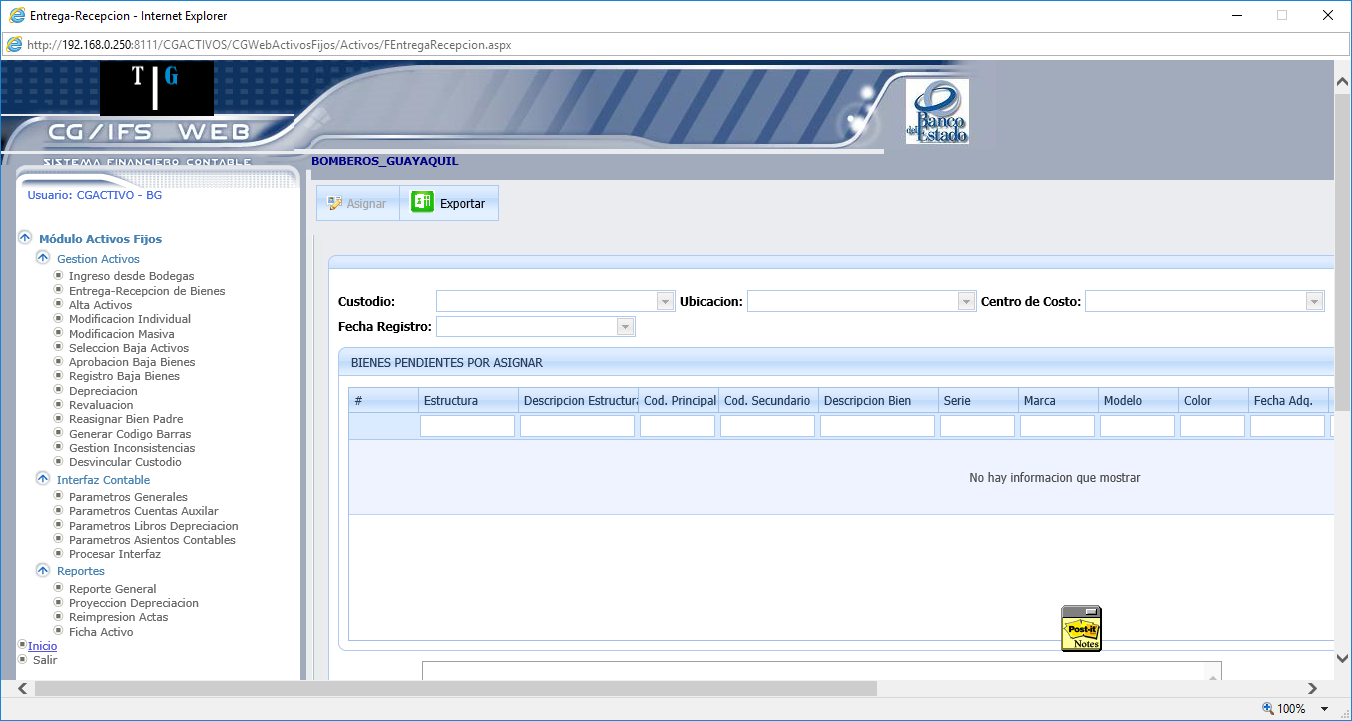 Entrega-Recepcion - Internet Explorer
http://192.168.0.250:8111/CGACTIVOS/CGWebActivosFijos/Activos/FEntregaRecepcion.aspx
T|G
CG/IFS WEB
SISTEMA FINANCIERO CONTABLE
Banco del Estado
BOMBEROS_GUAYAQUIL
Usuario: CGACTIVO - BG
Asignar Exportar
Módulo Activos Fijos
Gestion Activos
Ingreso desde Bodegas
Entrega-Recepcion de Bienes
Alta Activos
Modificacion Individual
Modificacion Masiva
Seleccion Baja Activos
Aprobacion Baja Bienes
Registro Baja Bienes
Depreciacion
Revaluacion
Reasignar Bien Padre
Generar Codigo Barras
Gestion Inconsistencias
Desvincular Custodio
Interfaz Contable
Parametros Generales
Parametros Cuentas Auxilar
Parametros Libros Depreciacion
Parametros Asientos Contables
Procesar Interfaz
Reportes
Reporte General
Proyeccion Depreciacion
Reimpresion Actas
Ficha Activo
Inicio
Salir
Custodio: Ubicacion: Centro de Costo:
Fecha Registro:
BIENES PENDIENTES POR ASIGNAR
# Estructura Descripcion Estructura Cod. Principal Cod. Secundario Descripcion Bien Serie Marca Modelo Color Fecha Adq.
No hay informacion que mostrar
Post-it
Notes
100%